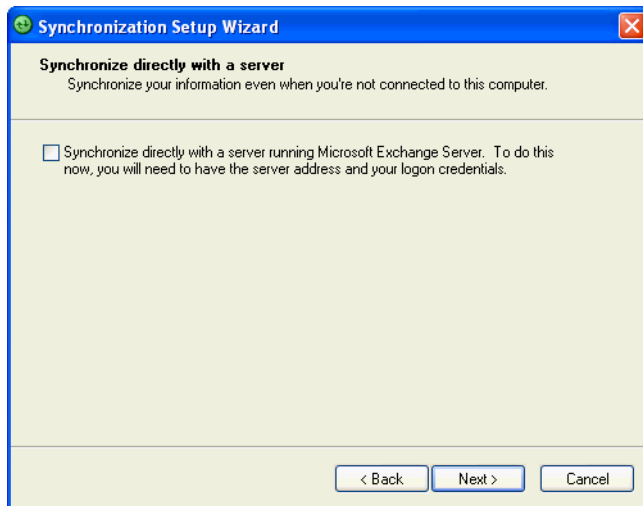 Synchronization Setup Wizard
Synchronize directly with a server
Synchronize your information even when you're not connected to this computer.
Synchronize directly with a server running Microsoft Exchange Server. To do this
now, you will need to have the server address and your logon credentials.
< Back Next > Cancel